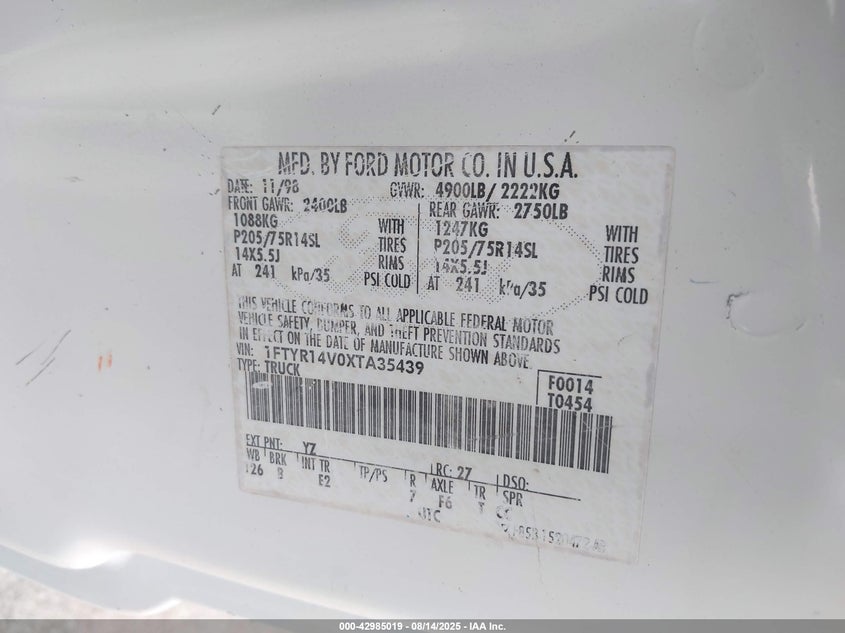 MFD. BY FORD MOTOR CO. IN U.S.A.
DATE: 11/98 GVWR: 4900LB/ 2222KG
FRONT GAWR: 2400LB REAR GAWR: 2750LB
1088KG WITH 1247KG WITH
P205/75R14SL TIRES P205/75R14SL TIRES
14X5.5J RIMS 14X5.5J RIMS
AT 241 kPa/35 PSI COLD AT 241 kPa/35 PSI COLD
THIS VEHICLE CONFORMS TO ALL APPLICABLE FEDERAL MOTOR
VEHICLE SAFETY, BUMPER, AND THEFT PREVENTION STANDARDS
IN EFFECT ON THE DATE OF MANUFACTURE SHOWN ABOVE.
VIN: 1FTYR14V0XTA35439
TYPE: TRUCK
F0014
T0454
EXT PNT: YZ RC: 27 DSO:
WB BRK INT TR TP/PS R AXLE TR SPR
126 B E2 7 F6 T CC
000-42985019 - 08/14/2025 - IAA Inc.